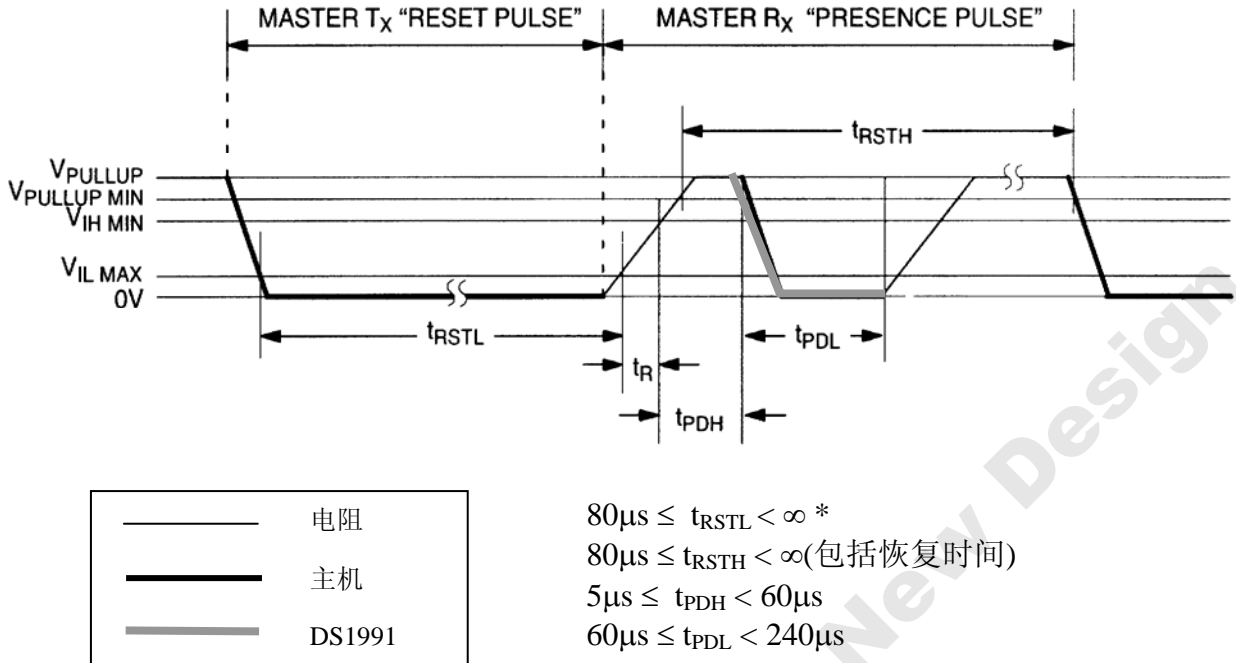 MASTER TX “RESET PULSE”
MASTER RX “PRESENCE PULSE”
tRSTH
VPULLUP
VPULLUP MIN
VIH MIN
VIL MAX
0V
tRSTL
tPDL
tR
tPDH
电阻
主机
DS1991
80μs ≤ tRSTL < ∞ *
80μs ≤ tRSTH < ∞(包括恢复时间)
5μs ≤ tPDH < 60μs
60μs ≤ tPDL < 240μs
New Design